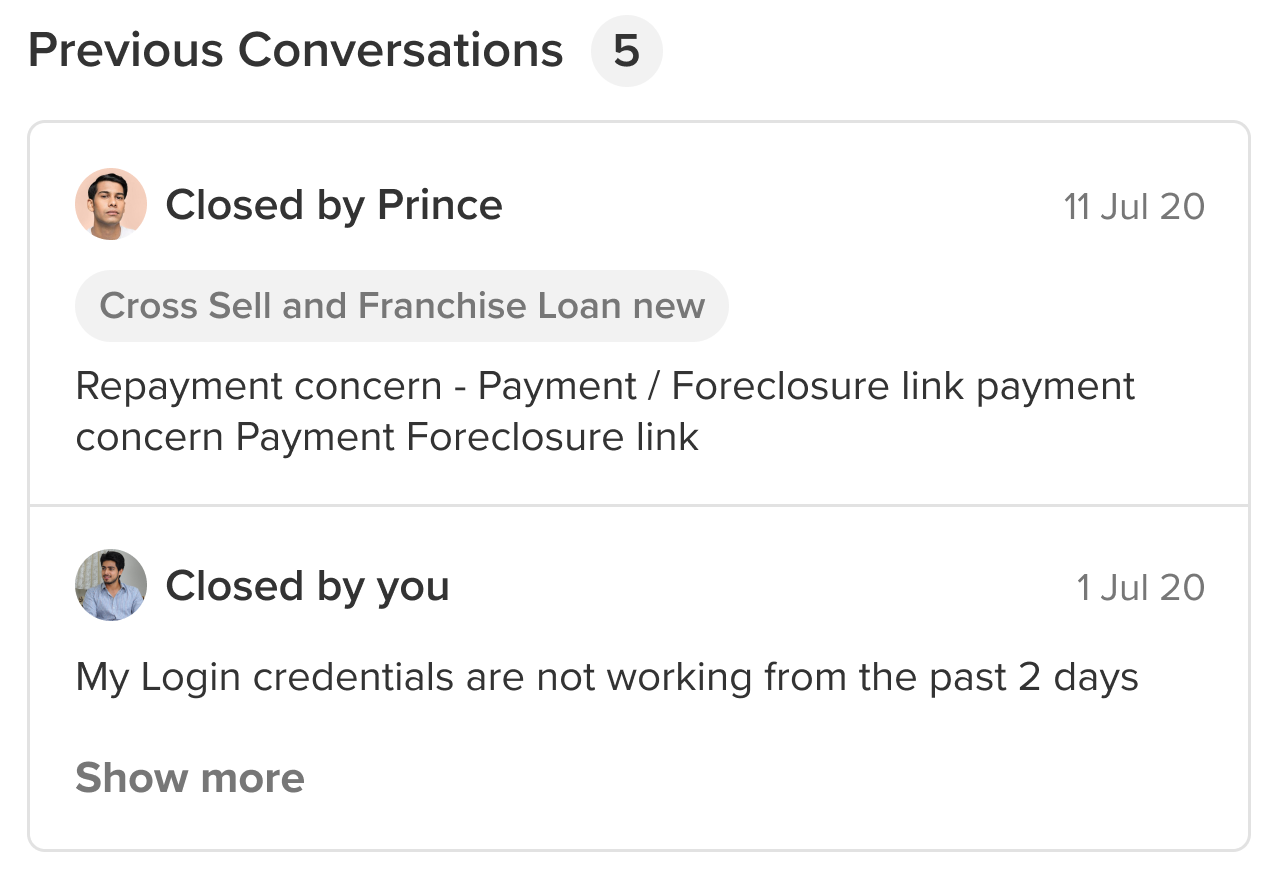 Previous Conversations 5
Closed by Prince 11 Jul 20
Cross Sell and Franchise Loan new
Repayment concern - Payment / Foreclosure link payment
concern Payment Foreclosure link
Closed by you 1 Jul 20
My Login credentials are not working from the past 2 days
Show more